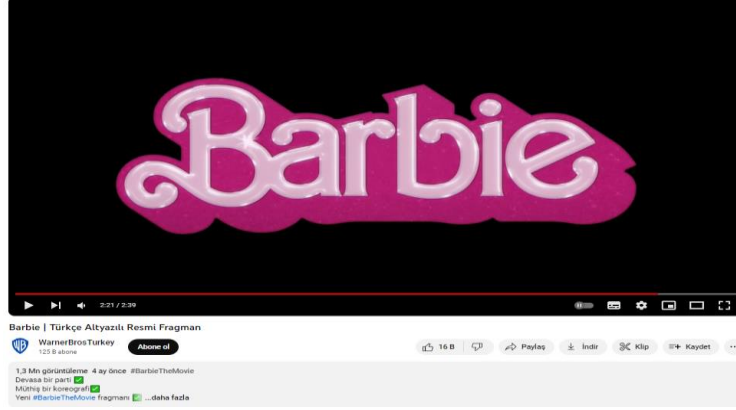 Barbie
2:21 / 2:39
Barbie | Türkçe Altyazılı Resmi Fragman
WB
WarnerBrosTurkey
125 B abone
Abone ol
16 B
Paylaş
İndir
Klip
Kaydet
1,3 Mn görüntüleme 4 ay önce #BarbieTheMovie
Devasa bir parti ✅
Müthiş bir koreografi✅
Yeni #BarbieTheMovie fragmanı ✅ ...daha fazla